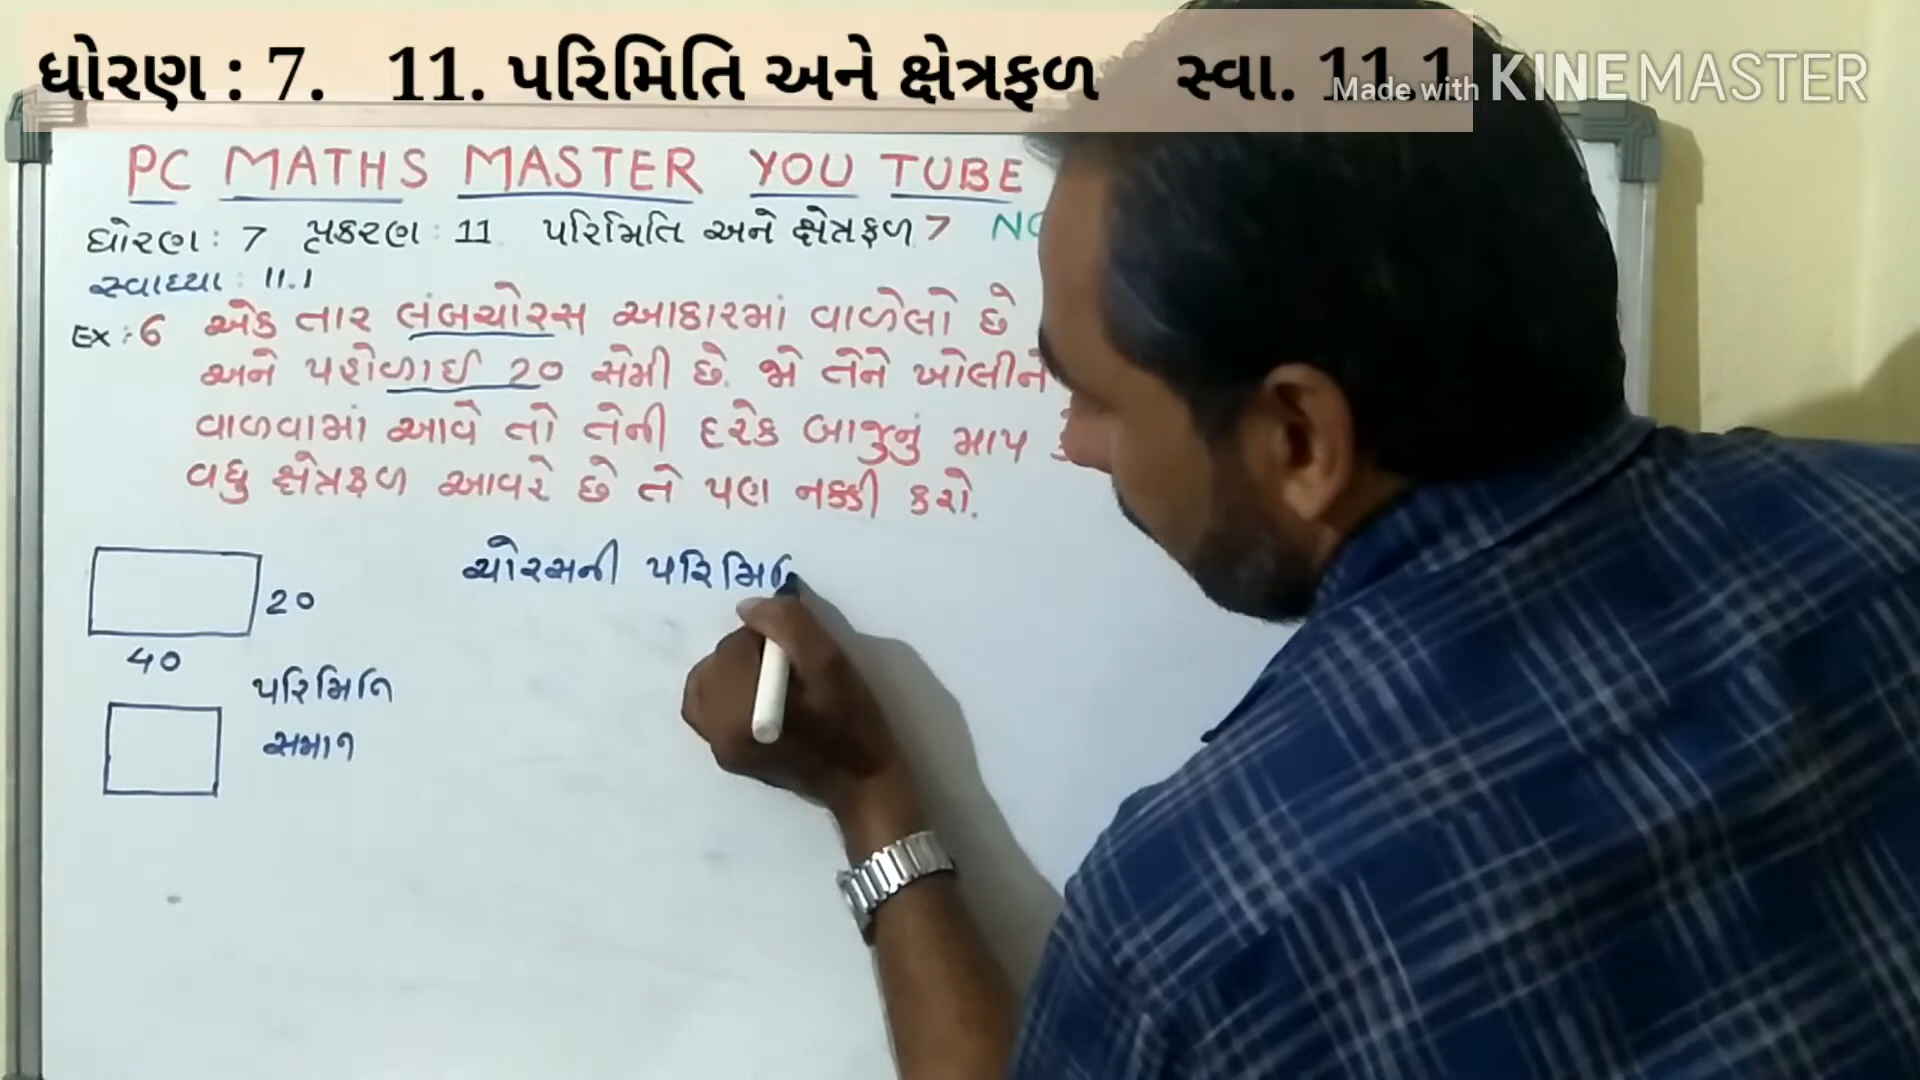 ધોરણ : 7. 11. પરિમિતિ અને ક્ષેત્રફળ સ્વા. 11.1
Made with KINEMASTER
PC MATHS MASTER YOU TUBE
ધોરણ : 7 પ્રકરણ : 11 પરિમિતિ અને ક્ષેત્રફળ 7
સ્વાધ્યા : 11.1
EX : 6 એક તાર લંબચોરસ આકારમાં વાળેલો છે
અને પહોળાઈ 20 સેમી છે. જો તેને ખોલીને
વાળવામાં આવે તો તેની દરેક બાજુનું માપ
વધુ ક્ષેત્રફળ આવરે છે તે પણ નક્કી કરો.
ચોરસની પરિમિતિ
20
40
પરિમિતિ
સમાન